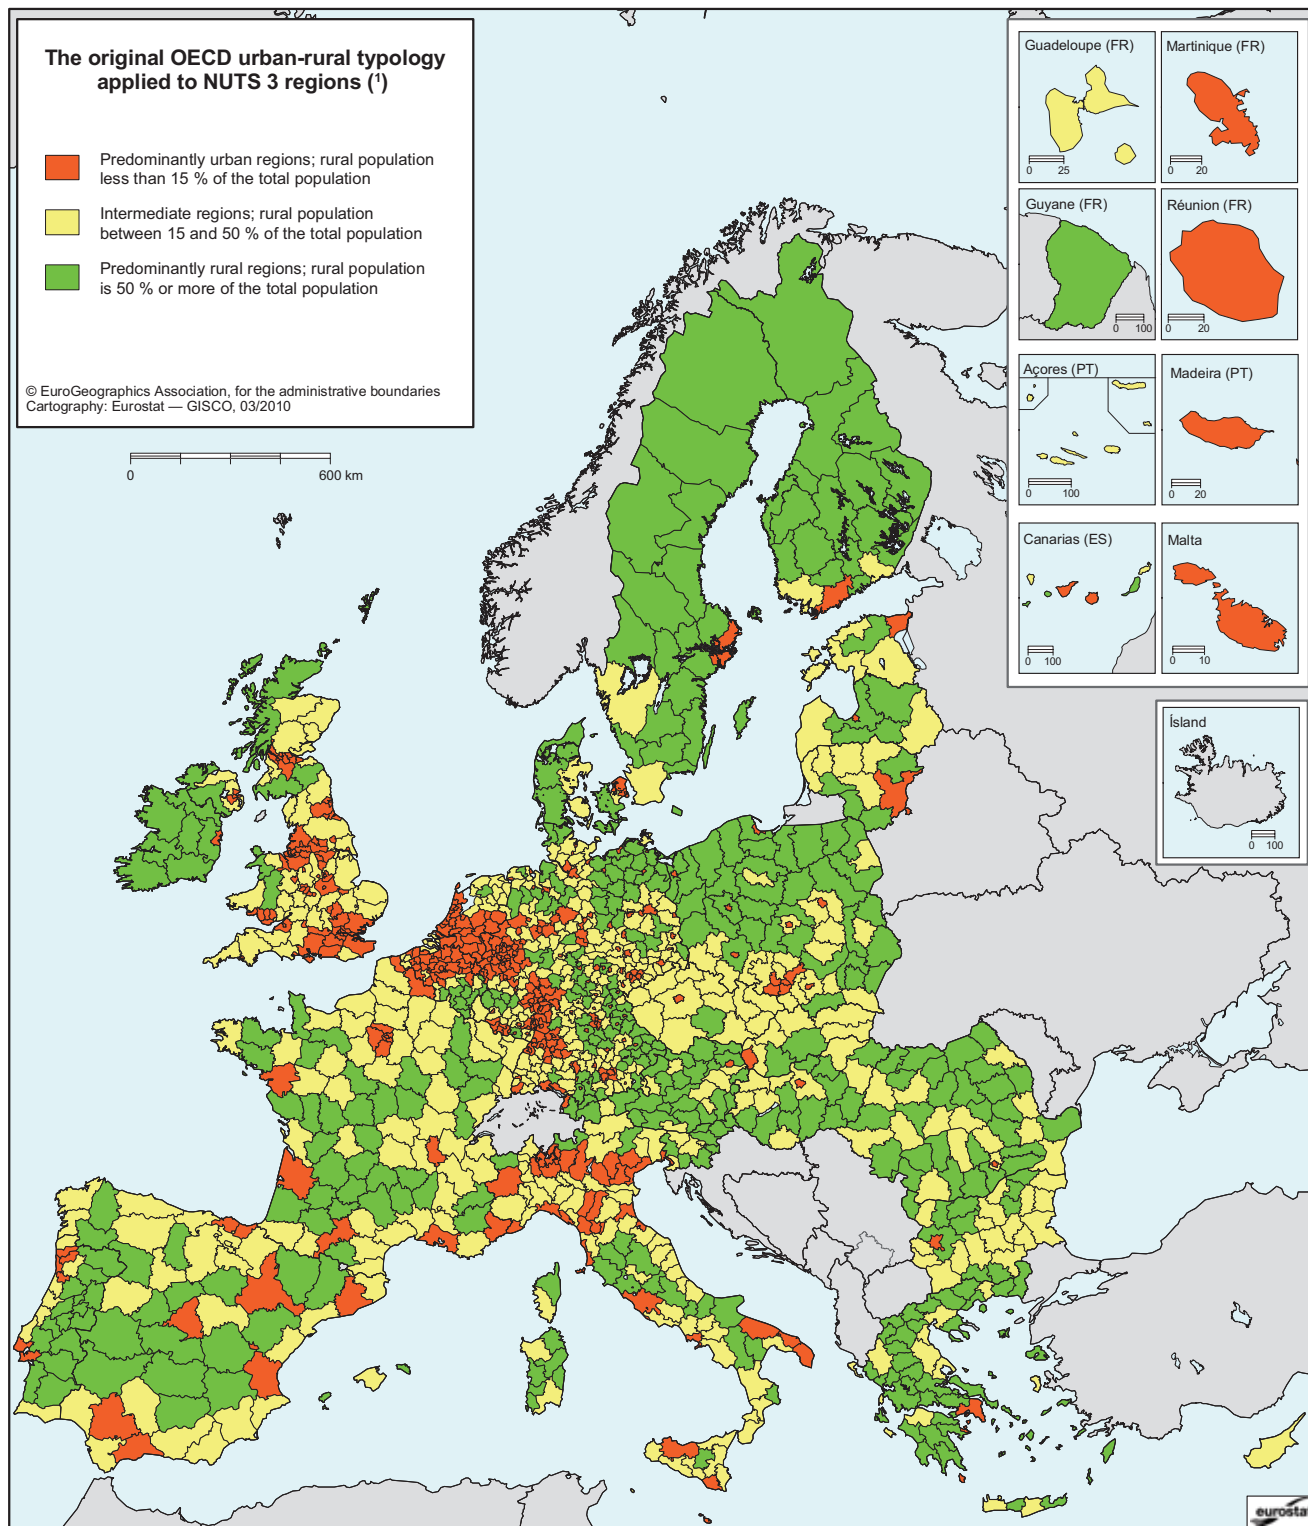 The original OECD urban-rural typology
applied to NUTS 3 regions (¹)
Predominantly urban regions; rural population
less than 15 % of the total population
Intermediate regions; rural population
between 15 and 50 % of the total population
Predominantly rural regions; rural population
is 50 % or more of the total population
© EuroGeographics Association, for the administrative boundaries
Cartography: Eurostat — GISCO, 03/2010
0 600 km
Guadeloupe (FR)
0 25
Martinique (FR)
0 20
Guyane (FR)
0 100
Réunion (FR)
0 20
Açores (PT)
0 100
Madeira (PT)
0 20
Canarias (ES)
0 100
Malta
0 10
Ísland
0 100
eurosta